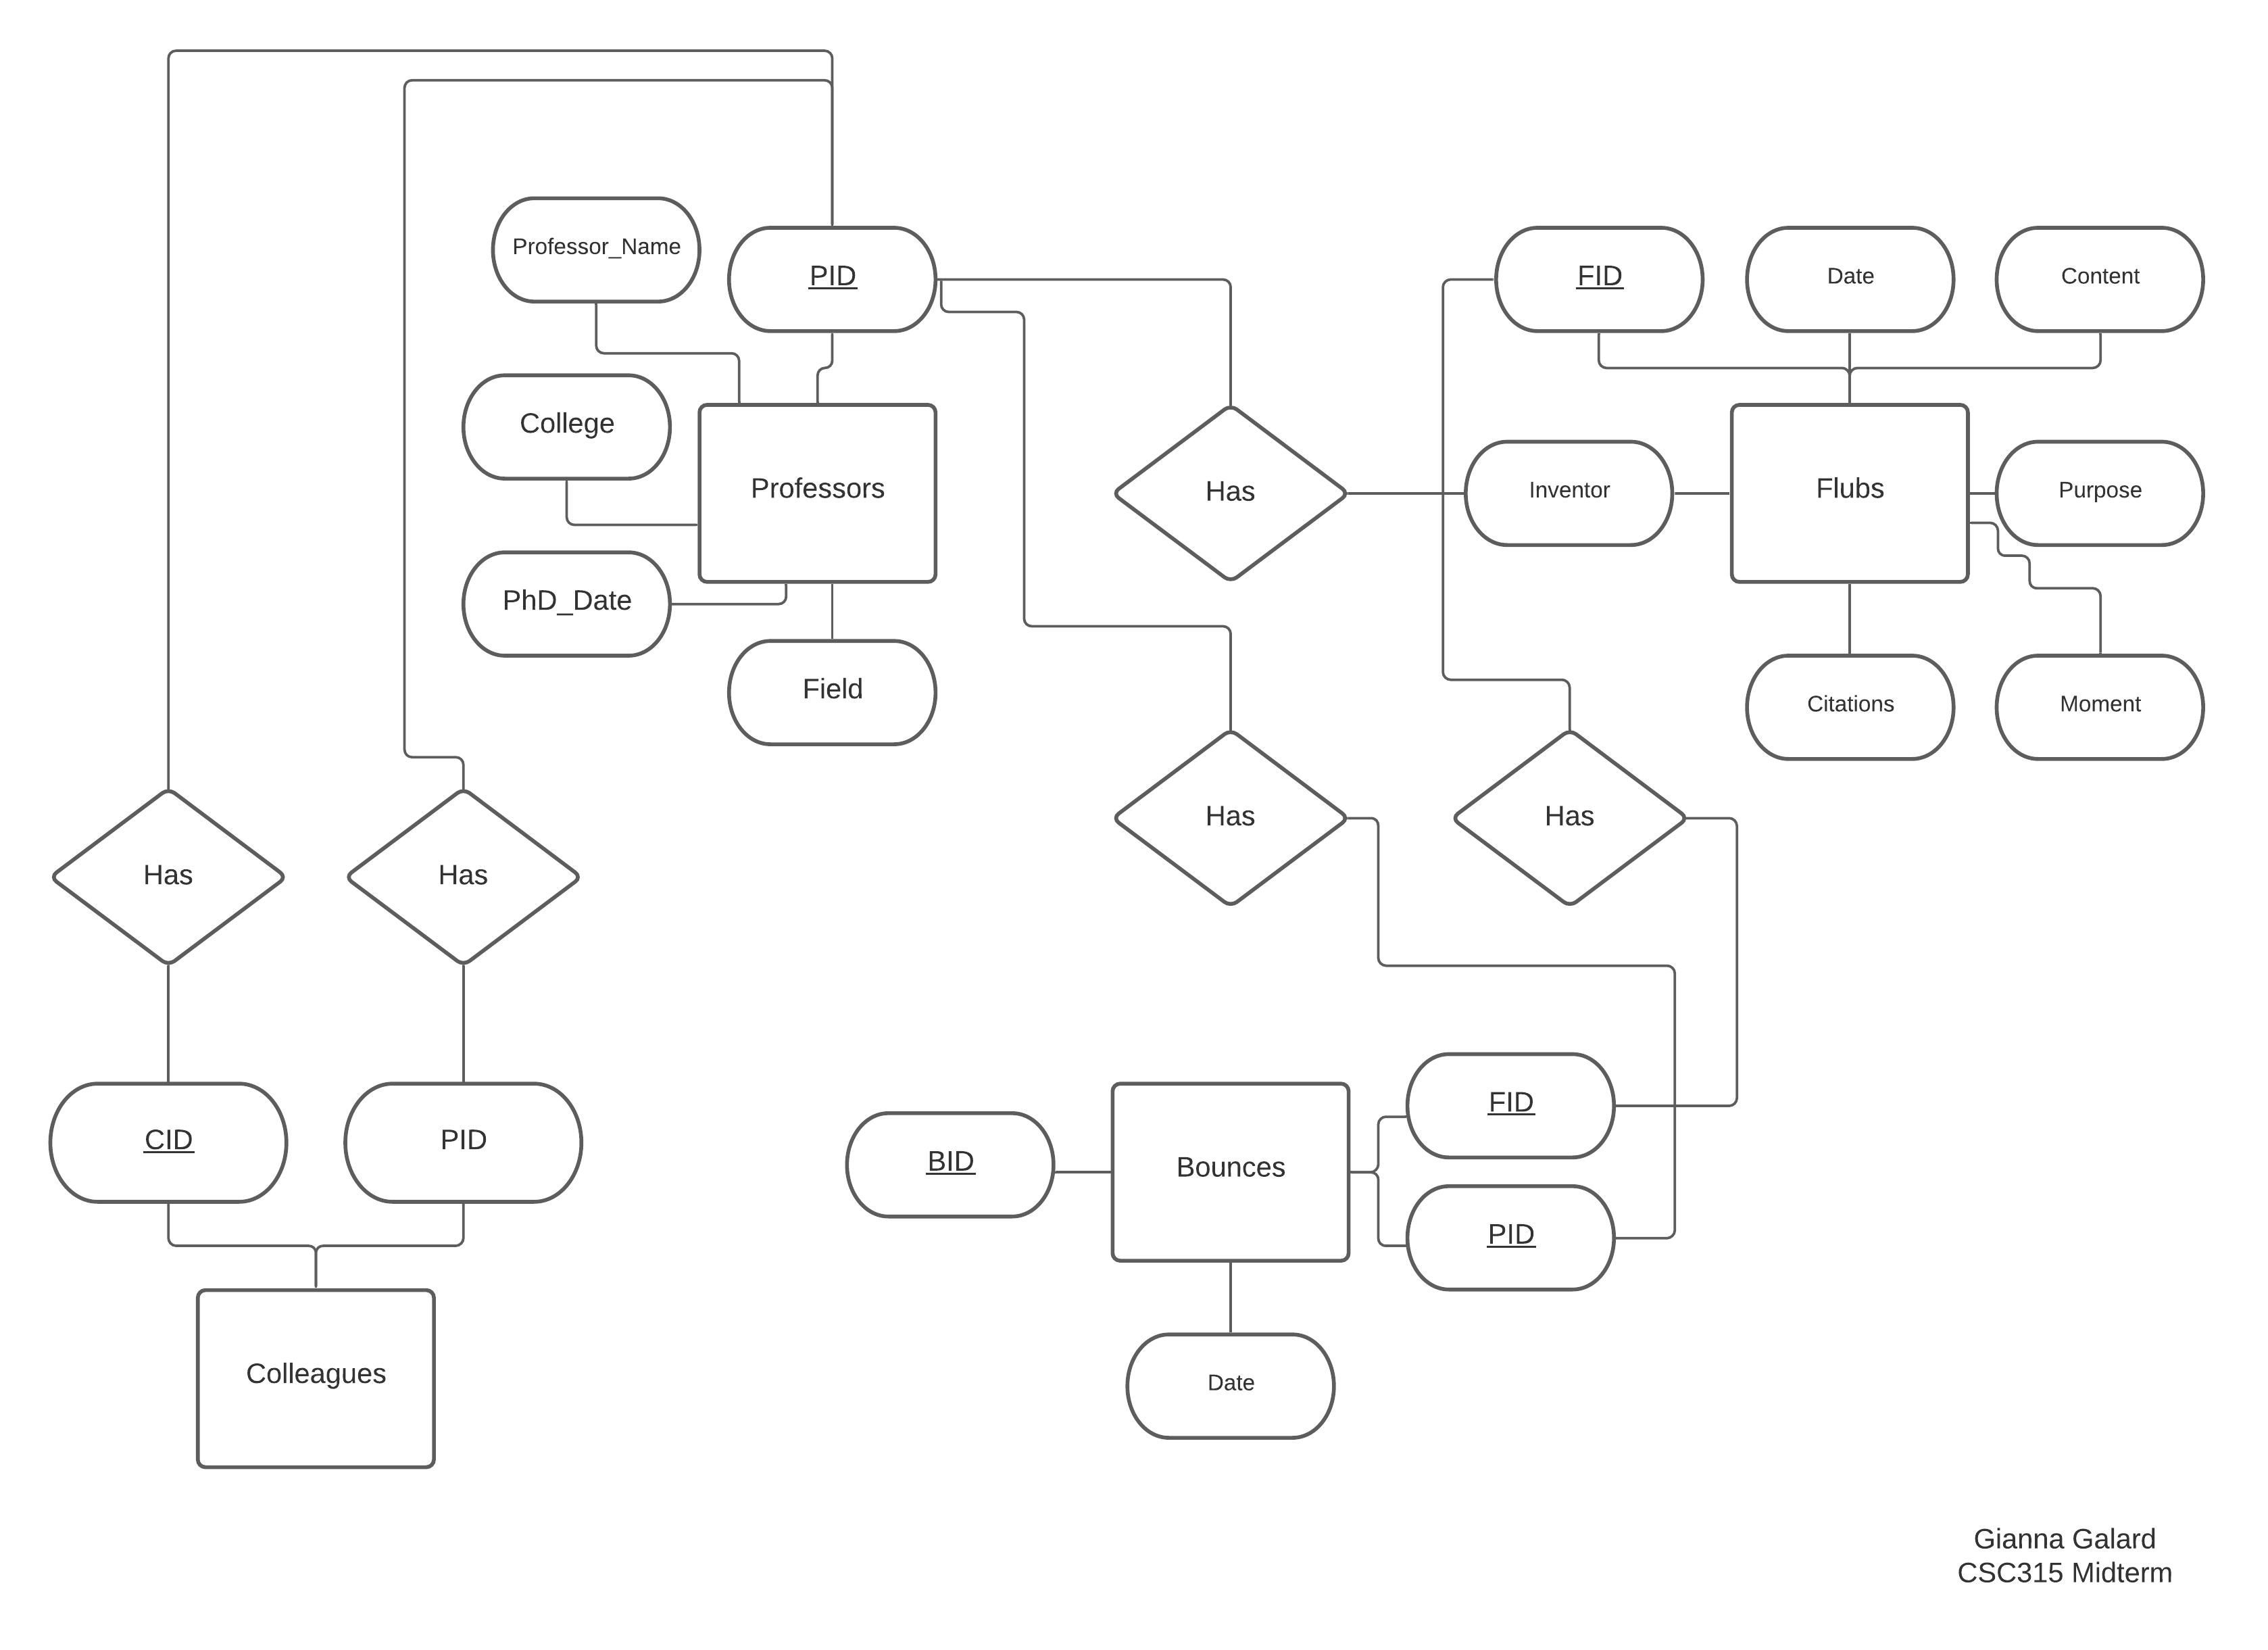 Professor_Name
PID
FID
Date
Content
College
Professors
Has
Inventor
Flubs
Purpose
PhD_Date
Field
Citations
Moment
Has
Has
Has
Has
CID
PID
BID
Bounces
FID
PID
Colleagues
Date
Gianna Galard
CSC315 Midterm